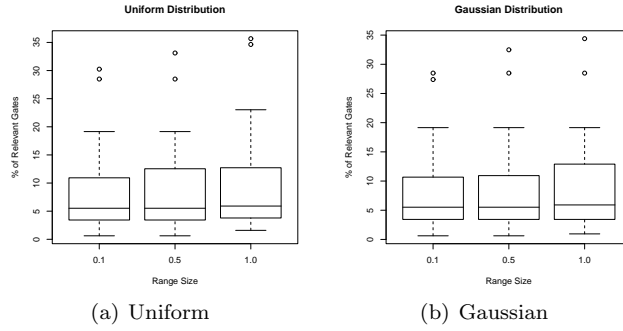 Uniform Distribution
% of Relevant Gates
35
30
25
20
15
10
5
0
0.1 0.5 1.0
Range Size
(a) Uniform
Gaussian Distribution
% of Relevant Gates
35
30
25
20
15
10
5
0
0.1 0.5 1.0
Range Size
(b) Gaussian